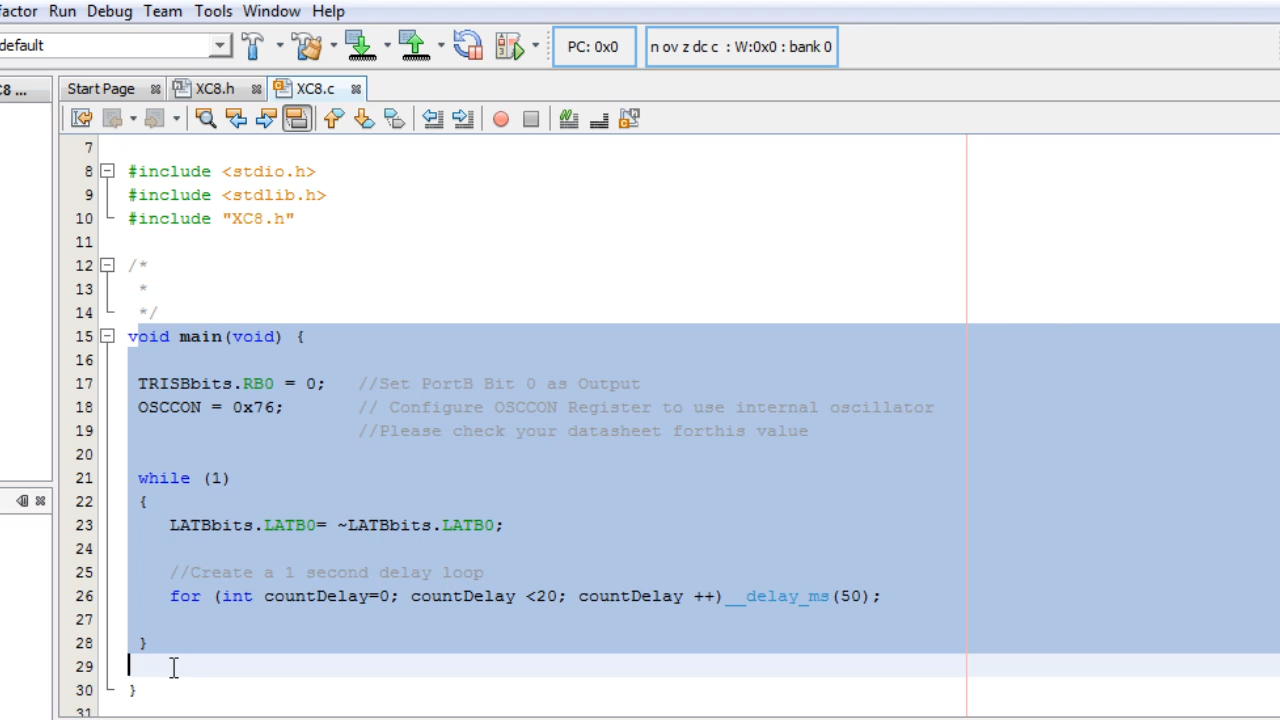 factor Run Debug Team Tools Window Help
default PC: 0x0 n ov z dc c : W:0x0 : bank 0
C8 ... Start Page XC8.h XC8.c
7
8 #include <stdio.h>
9 #include <stdlib.h>
10 #include "XC8.h"
11
12 /*
13 *
14 */
15 void main(void) {
16
17 TRISBbits.RB0 = 0; //Set PortB Bit 0 as Output
18 OSCCON = 0x76; // Configure OSCCON Register to use internal oscillator
19 //Please check your datasheet forthis value
20
21 while (1)
22 {
23 LATBbits.LATB0= ~LATBbits.LATB0;
24
25 //Create a 1 second delay loop
26 for (int countDelay=0; countDelay <20; countDelay ++)__delay_ms(50);
27
28 }
29
30 }
31